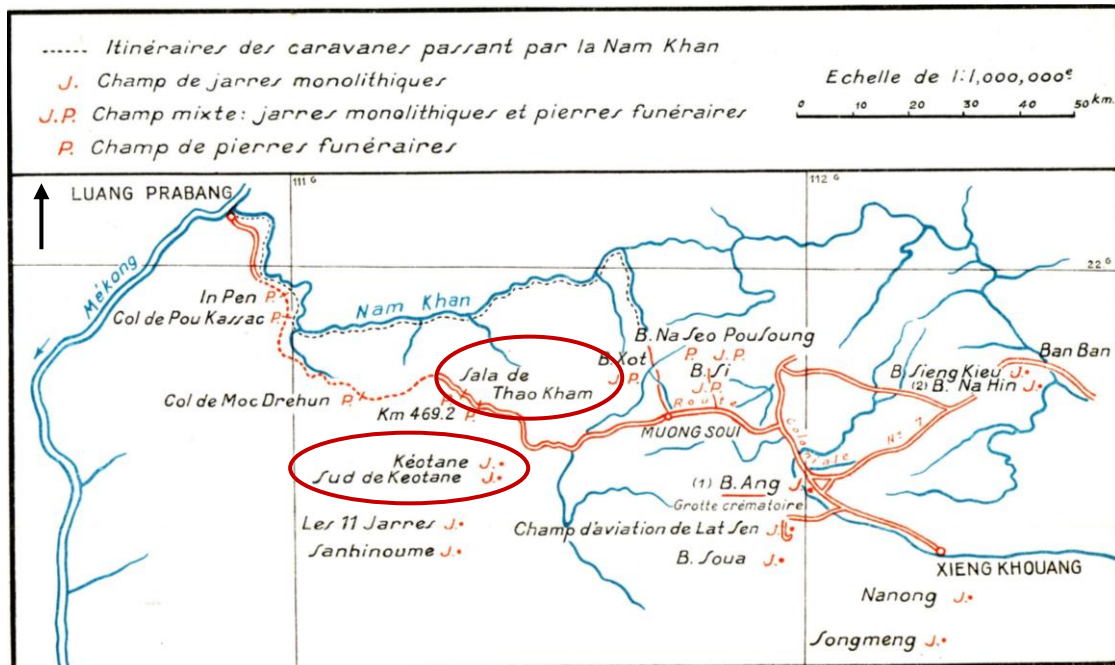 Itinéraires des caravanes passant par la Nam Khan
J. Champ de jarres monolithiques
J.P. Champ mixte: jarres monolithiques et pierres funéraires
P. Champ de pierres funéraires
Echelle de 1:1,000,000e
0 10 20 30 40 50 km.
LUANG PRABANG
111 G
112 G
22 G
Mékong
In Pen P.
Col de Pou Kassac P.
Nam Khan
B. Na Seo Pousoung
P. J.P.
B. Xot
J.P.
B. Si
J.P.
Ban Ban
B. Sieng Kieu J.
(2) B. Na Hin J.
Sala de
Thao Kham
P.
Col de Moc Drehun P.
Km 469.2 P.
Route
Coloniale
No 7
MUONG SOUI
Kéotane J.
Sud de Kéotane J.
(1) B. Ang J.
Grotte crématoire
Les 11 Jarres J.
Champ d'aviation de Lat Sen J.
Sanhinoume J.
B. Soua J.
XIENG KHOUANG
Nanong J.
Songmeng J.